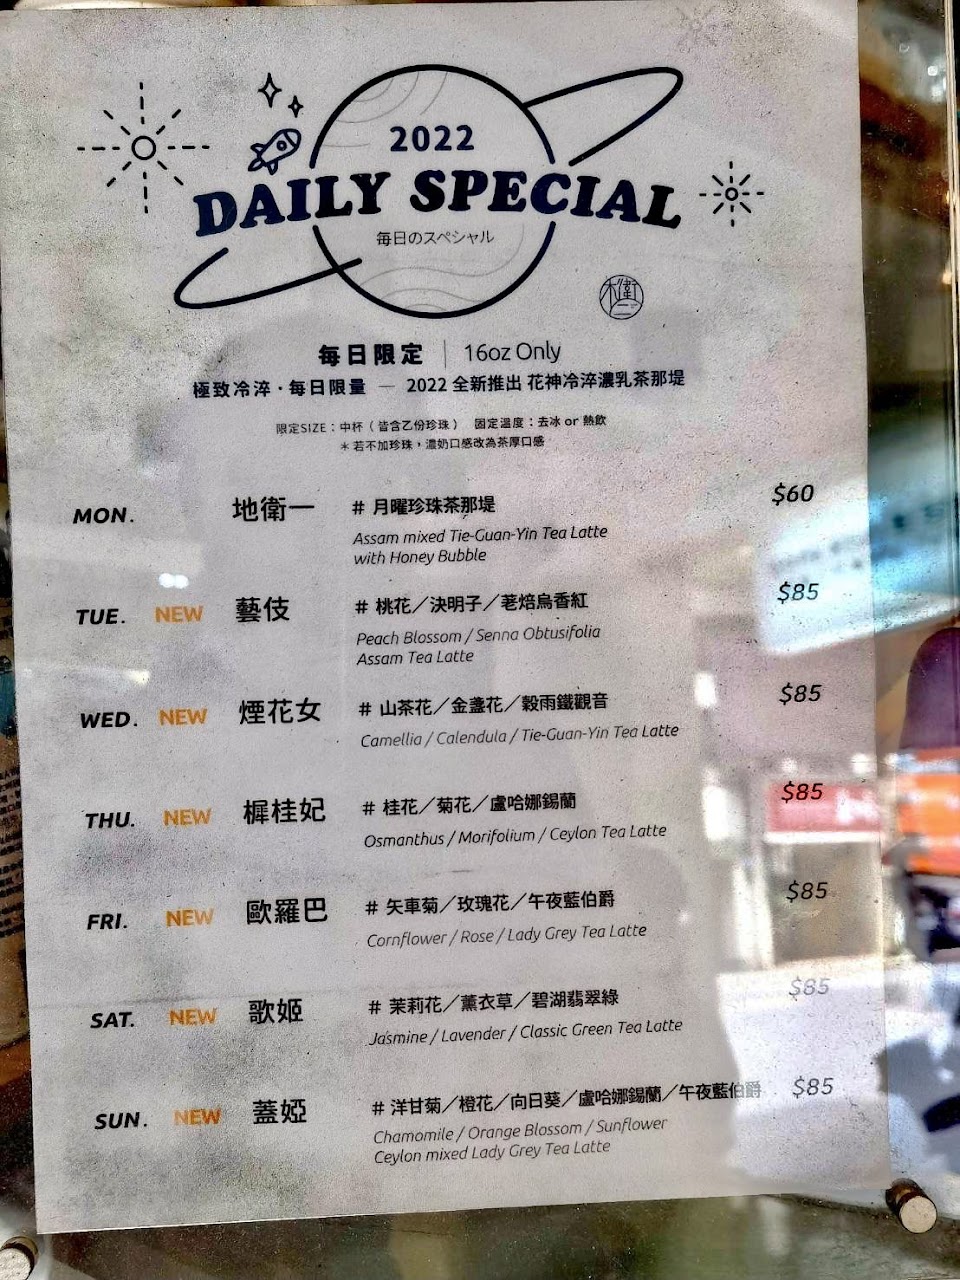 2022
DAILY SPECIAL
毎日のスペシャル
木衛二
每日限定 | 16oz Only
極致冷淬·每日限量 — 2022 全新推出 花神冷淬濃乳茶那堤
限定SIZE：中杯（皆含乙份珍珠） 固定溫度：去冰 or 熱飲
＊若不加珍珠，濃奶口感改為茶厚口感
MON. 地衛一 # 月曜珍珠茶那堤 $60
Assam mixed Tie-Guan-Yin Tea Latte
with Honey Bubble
TUE. NEW 藝伎 # 桃花／決明子／荖焙烏香紅 $85
Peach Blossom / Senna Obtusifolia
Assam Tea Latte
WED. NEW 煙花女 # 山茶花／金盞花／穀雨鐵觀音 $85
Camellia / Calendula / Tie-Guan-Yin Tea Latte
THU. NEW 樨桂妃 # 桂花／菊花／盧哈娜錫蘭 $85
Osmanthus / Morifolium / Ceylon Tea Latte
FRI. NEW 歐羅巴 # 矢車菊／玫瑰花／午夜藍伯爵 $85
Cornflower / Rose / Lady Grey Tea Latte
SAT. NEW 歌姬 # 茉莉花／薰衣草／碧湖翡翠綠 $85
Jasmine / Lavender / Classic Green Tea Latte
SUN. NEW 蓋婭 # 洋甘菊／橙花／向日葵／盧哈娜錫蘭／午夜藍伯爵 $85
Chamomile / Orange Blossom / Sunflower
Ceylon mixed Lady Grey Tea Latte